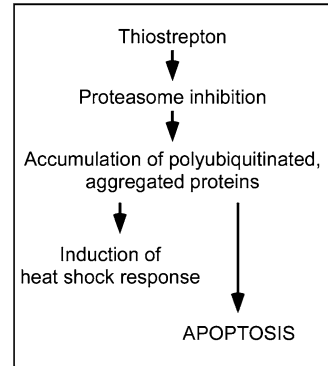 Thiostrepton
Proteasome inhibition
Accumulation of polyubiquitinated,
aggregated proteins
Induction of
heat shock response
APOPTOSIS